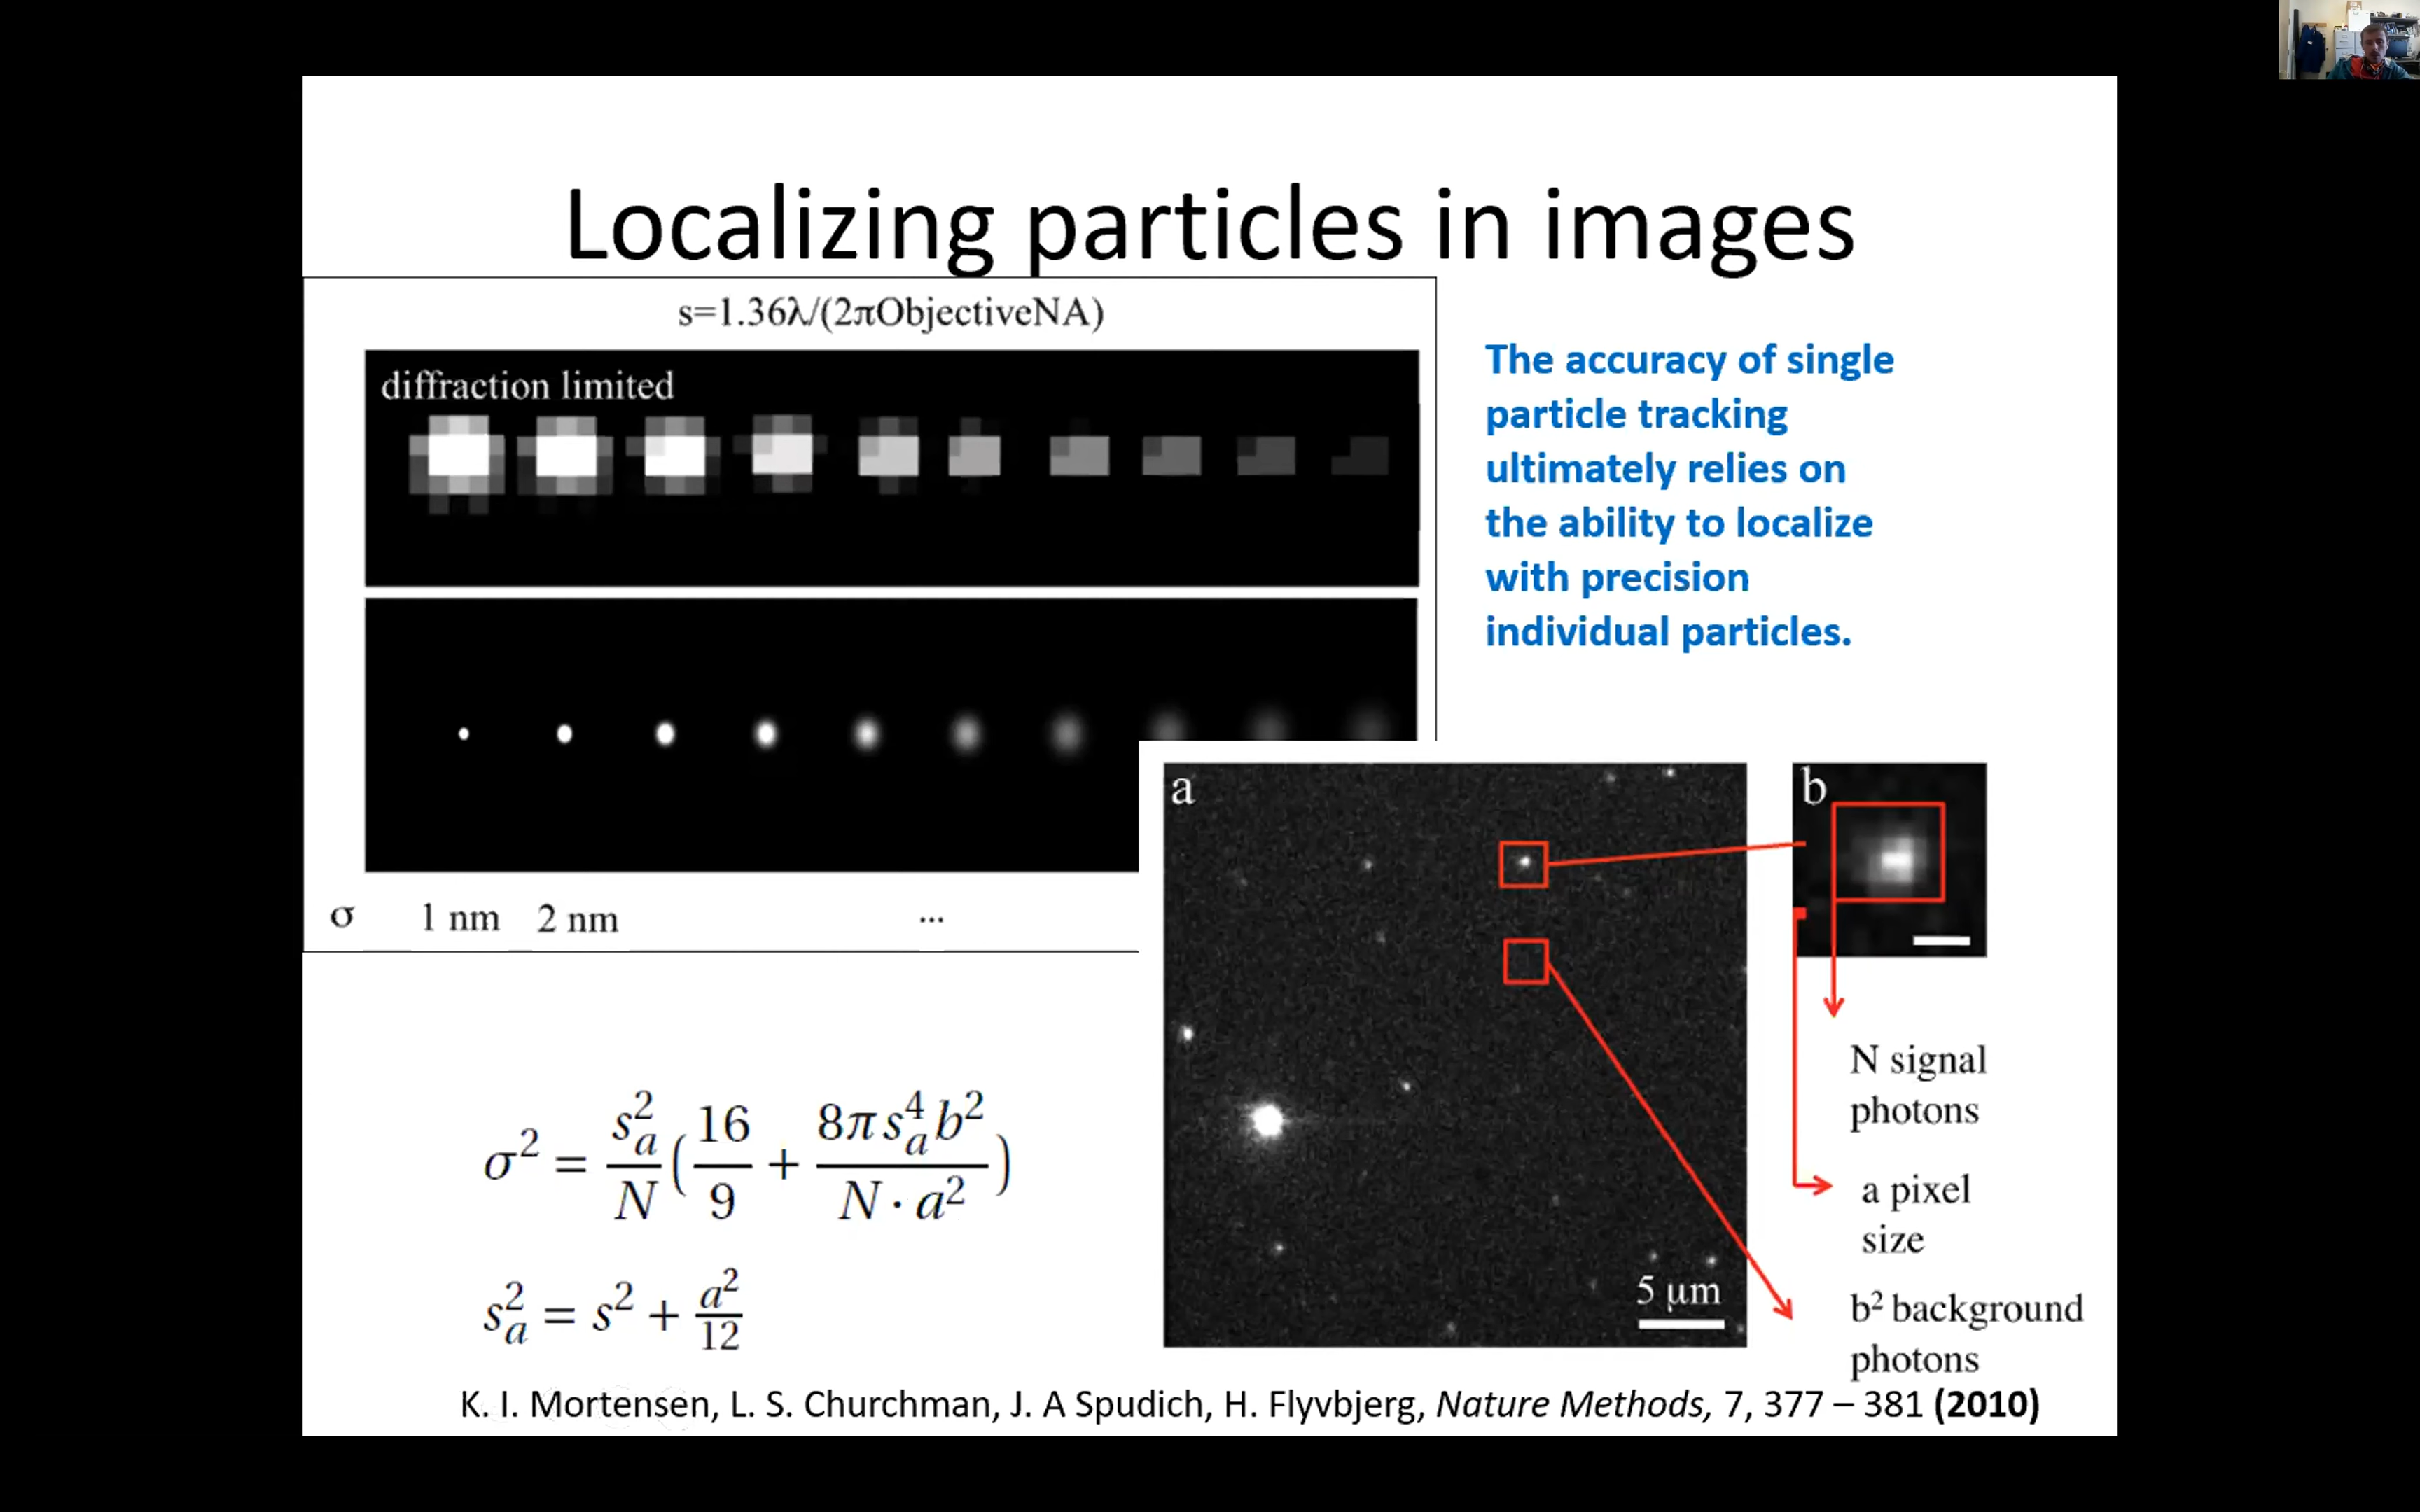 Localizing particles in images
s=1.36λ/(2πObjectiveNA)
diffraction limited
σ 1 nm 2 nm ...
The accuracy of single
particle tracking
ultimately relies on
the ability to localize
with precision
individual particles.
a
5 μm
b
N signal
photons
a pixel
size
b² background
photons
σ² = s_a²/N (16/9 + 8π s_a⁴ b²/(N · a²))
s_a² = s² + a²/12
K. I. Mortensen, L. S. Churchman, J. A Spudich, H. Flyvbjerg, Nature Methods, 7, 377 – 381 (2010)